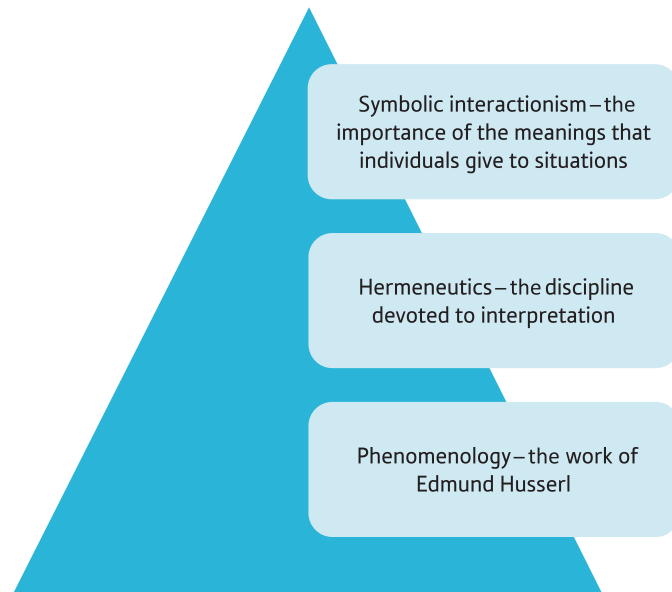 Symbolic interactionism – the
importance of the meanings that
individuals give to situations
Hermeneutics – the discipline
devoted to interpretation
Phenomenology – the work of
Edmund Husserl